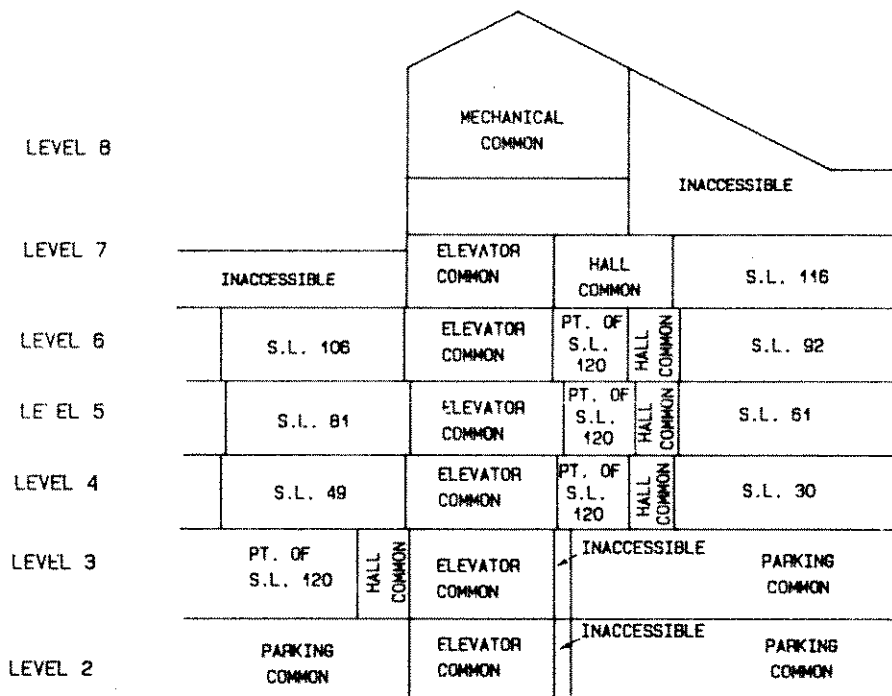 LEVEL 8
MECHANICAL
COMMON
INACCESSIBLE
LEVEL 7
INACCESSIBLE
ELEVATOR
COMMON
HALL
COMMON
S.L. 116
LEVEL 6
S.L. 106
ELEVATOR
COMMON
PT. OF
S.L.
120
HALL
COMMON
S.L. 92
LE EL 5
S.L. 81
ELEVATOR
COMMON
PT. OF
S.L.
120
HALL
COMMON
S.L. 61
LEVEL 4
S.L. 49
ELEVATOR
COMMON
PT. OF
S.L.
120
HALL
COMMON
S.L. 30
LEVEL 3
PT. OF
S.L. 120
HALL
COMMON
ELEVATOR
COMMON
INACCESSIBLE
PARKING
COMMON
LEVEL 2
PARKING
COMMON
ELEVATOR
COMMON
INACCESSIBLE
PARKING
COMMON